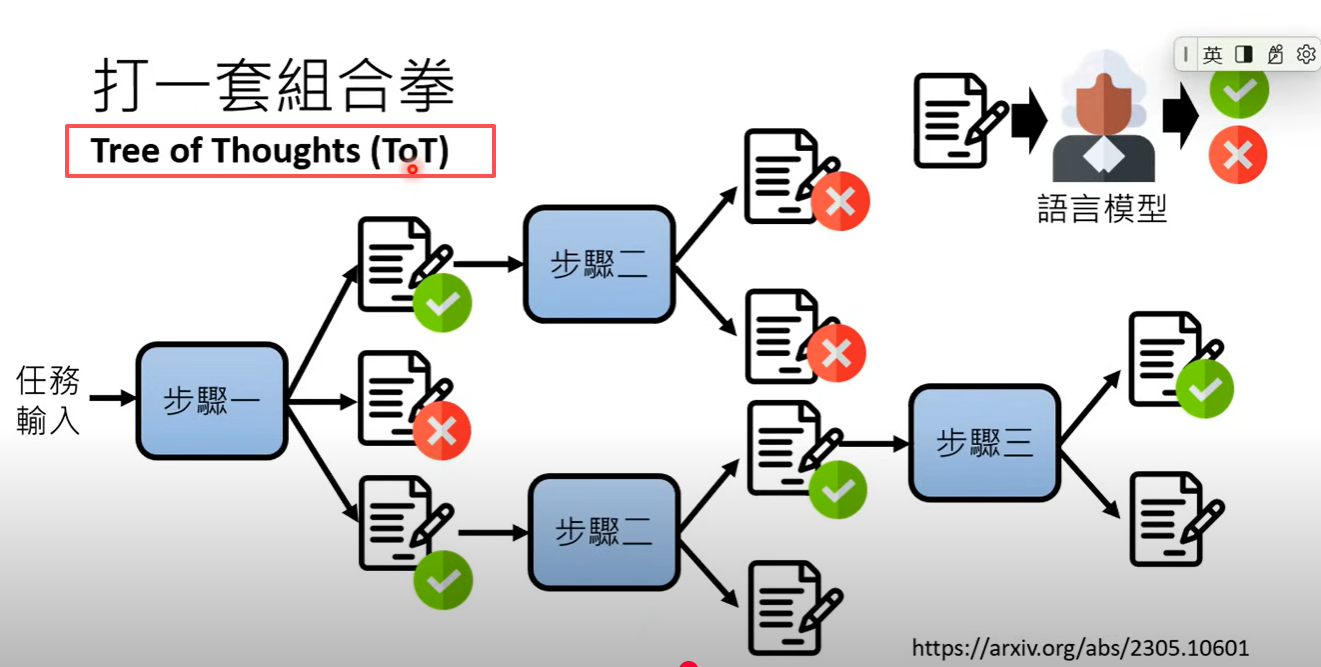 打一套組合拳
Tree of Thoughts (ToT)
英
語言模型
任務
輸入
步驟一
步驟二
步驟二
步驟三
https://arxiv.org/abs/2305.10601